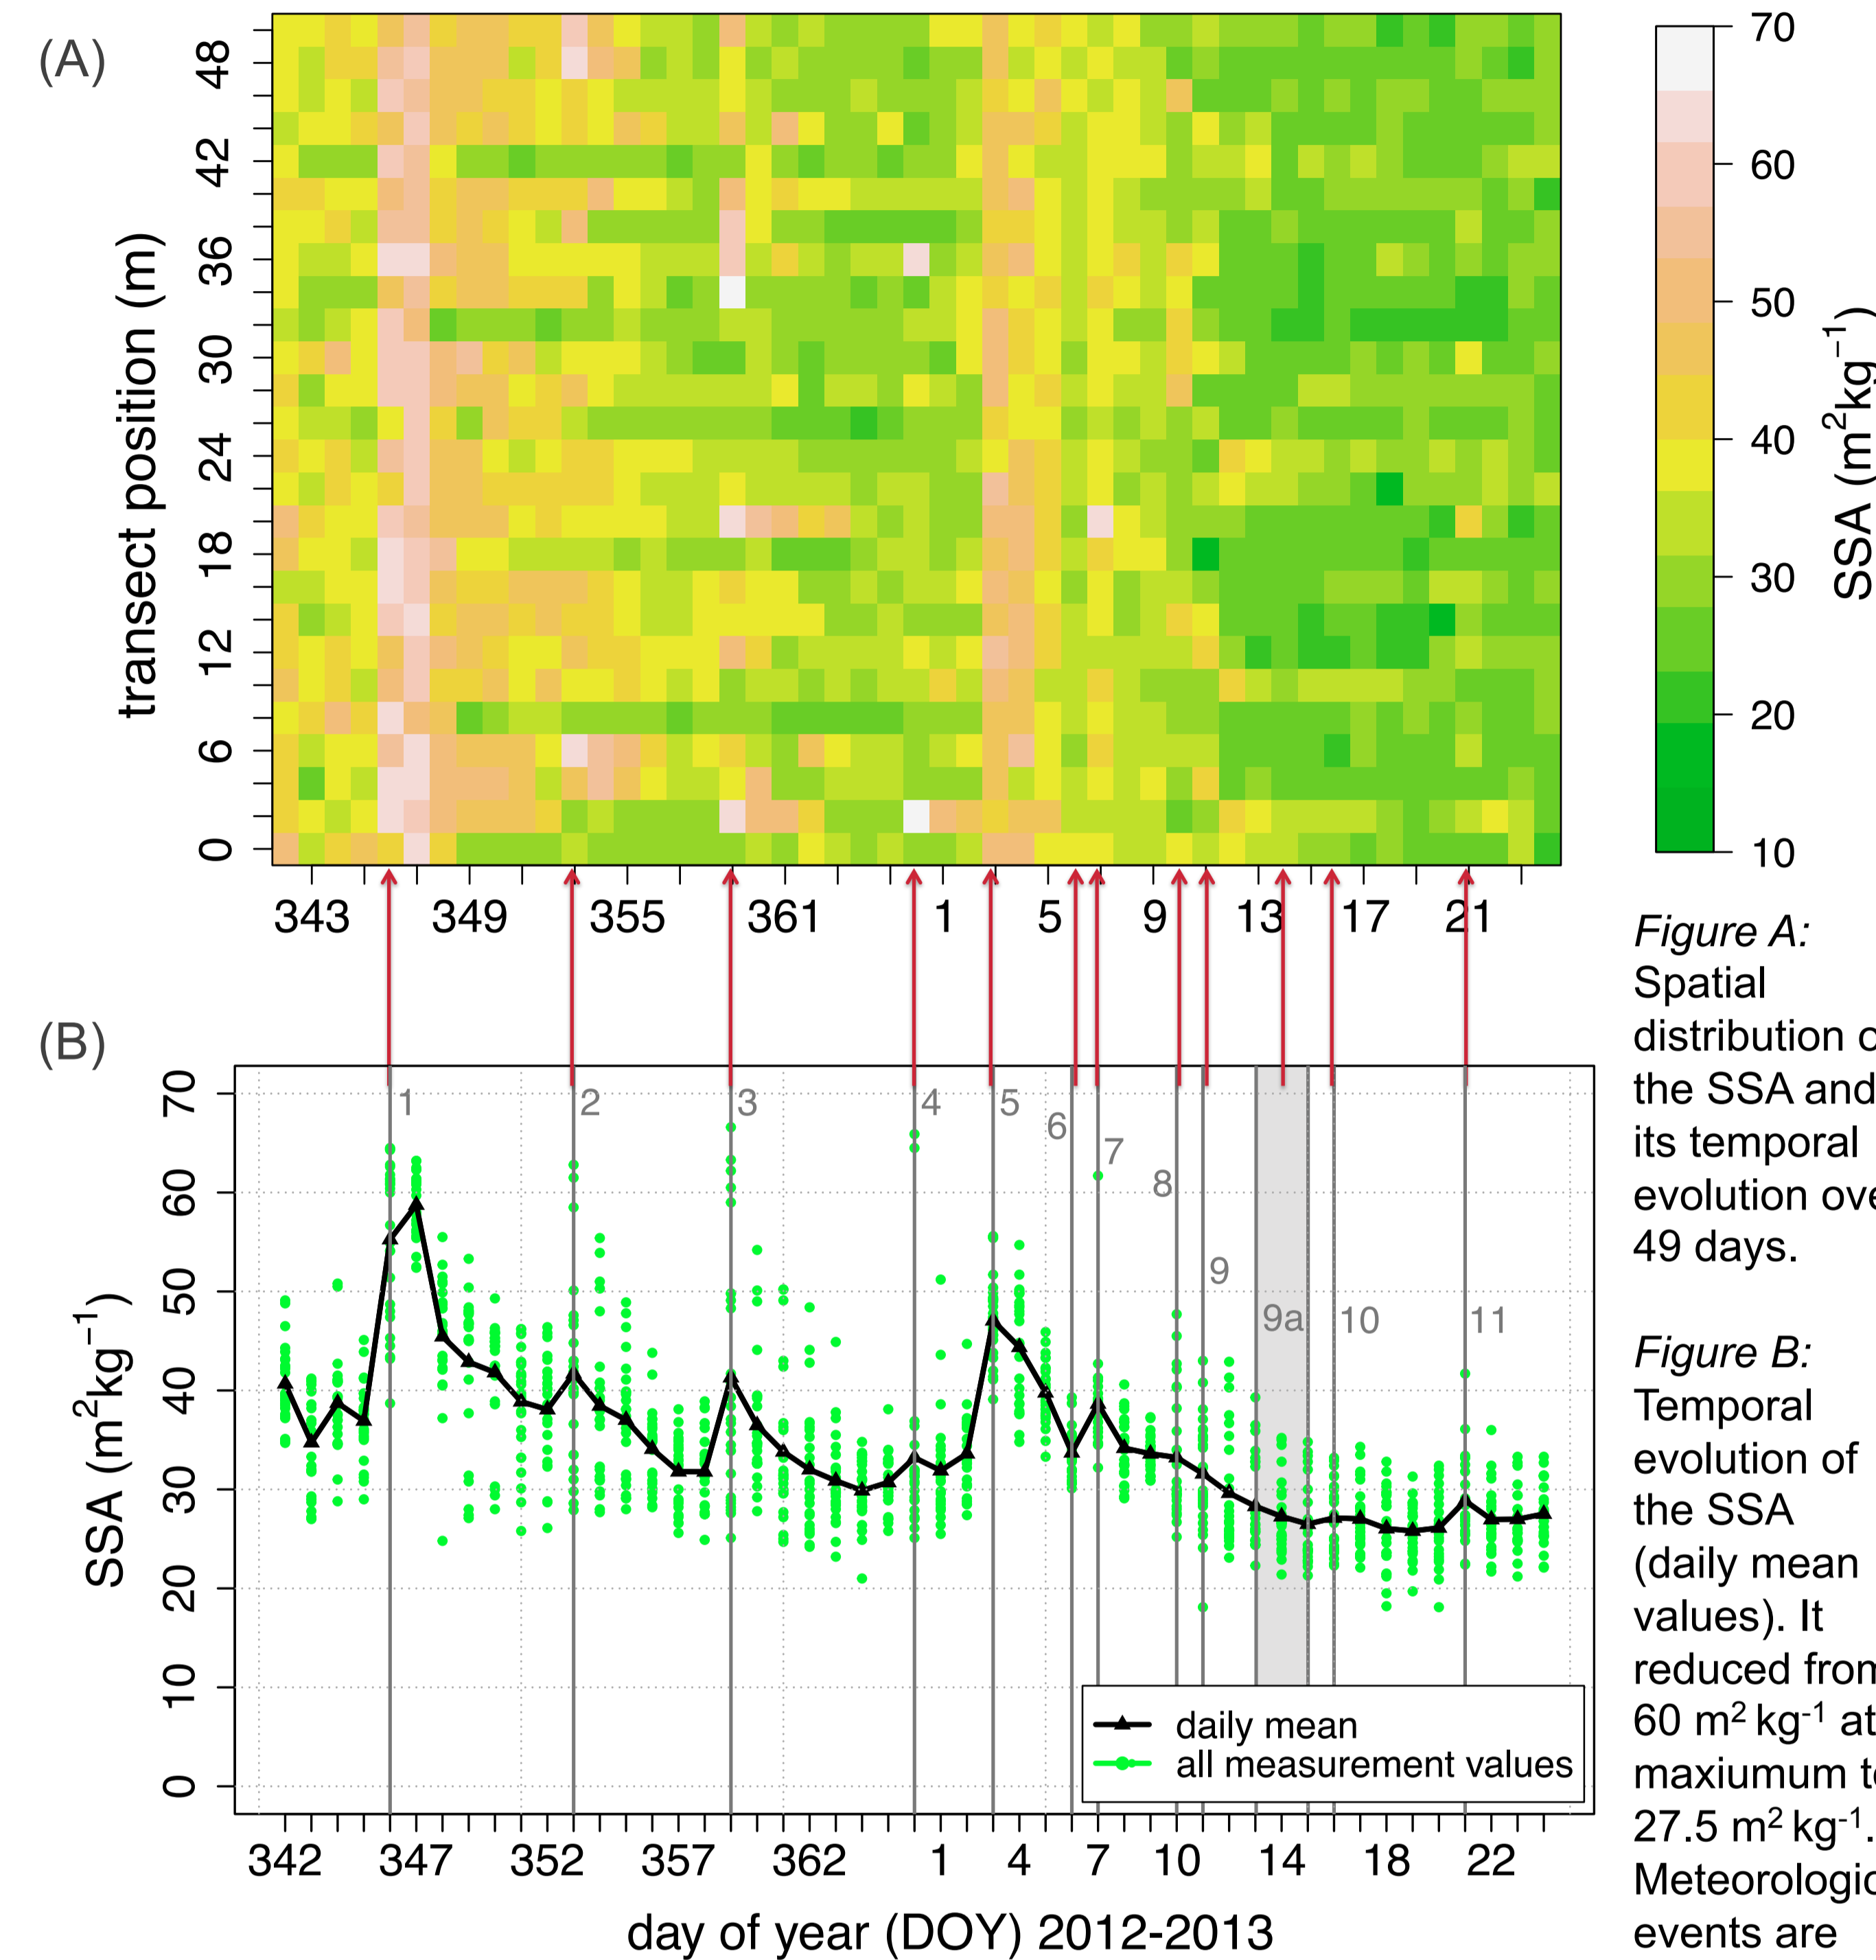 (A)
transect position (m)
48
42
36
30
24
18
12
6
0
343 349 355 361 1 5 9 13 17 21
70
60
50
40
30
20
10
SSA (m²kg⁻¹)
Figure A:
Spatial
distribution
the SSA and
its temporal
evolution
49 days.
(B)
SSA (m²kg⁻¹)
70
60
50
40
30
20
10
0
1 2 3 4 5 6 7 8 9 9a 10 11
daily mean
all measurement values
342 347 352 357 362 1 4 7 10 14 18 22
day of year (DOY) 2012-2013
Figure B:
Temporal
evolution of
the SSA
(daily mean
values). It
reduced
60 m² kg⁻¹ at
maxiumum
27.5 m² kg⁻¹.
events are